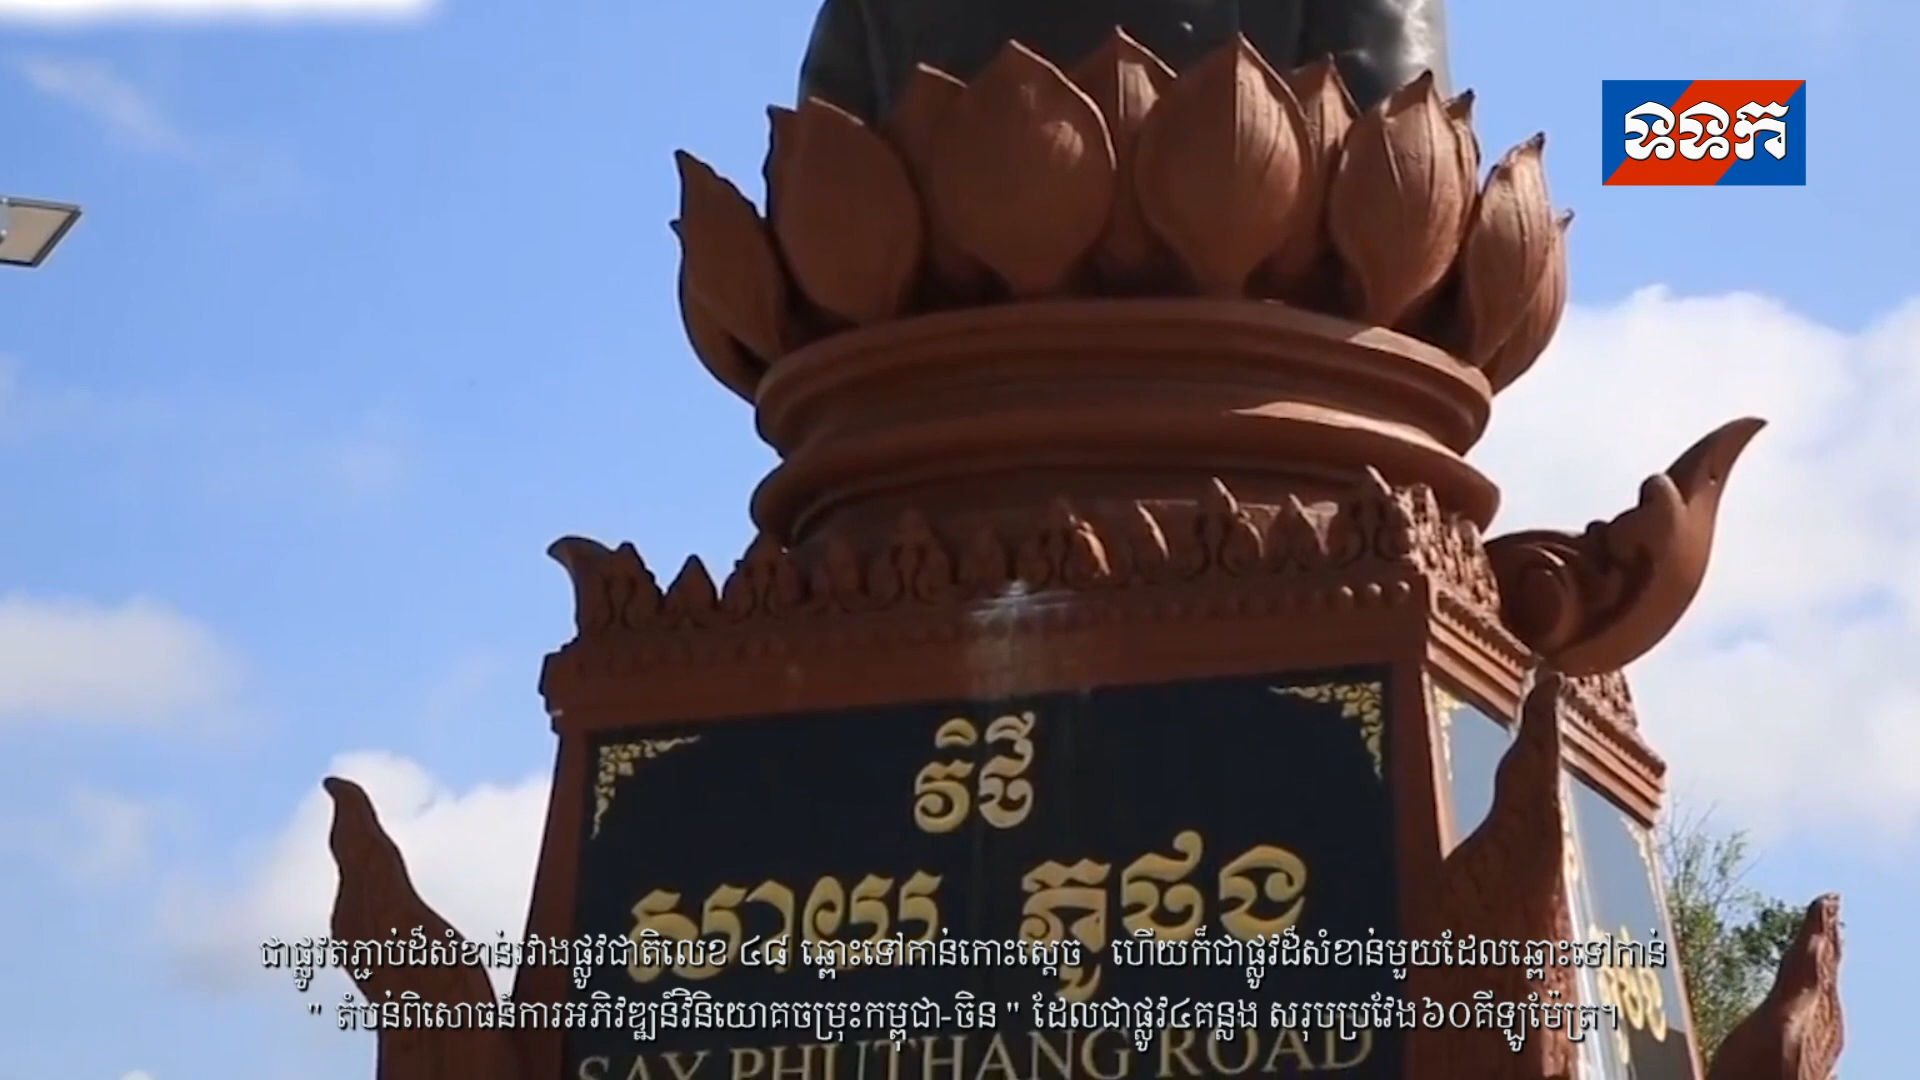 ទទក
វិថី
សាយ ភូថង
ជាផ្លូវតភ្ជាប់ដ៏សំខាន់រវាងផ្លូវជាតិលេខ ៤៨ ឆ្ពោះទៅកាន់កោះស្ដេច ហើយក៏ជាផ្លូវដ៏សំខាន់មួយដែលឆ្ពោះទៅកាន់
" តំបន់ពិសោធន៍ការអភិវឌ្ឍន៍វិនិយោគចម្រុះកម្ពុជា-ចិន " ដែលជាផ្លូវ៤គន្លង សរុបប្រវែង៦០គីឡូម៉ែត្រ។
SAY PHUTHANG ROAD